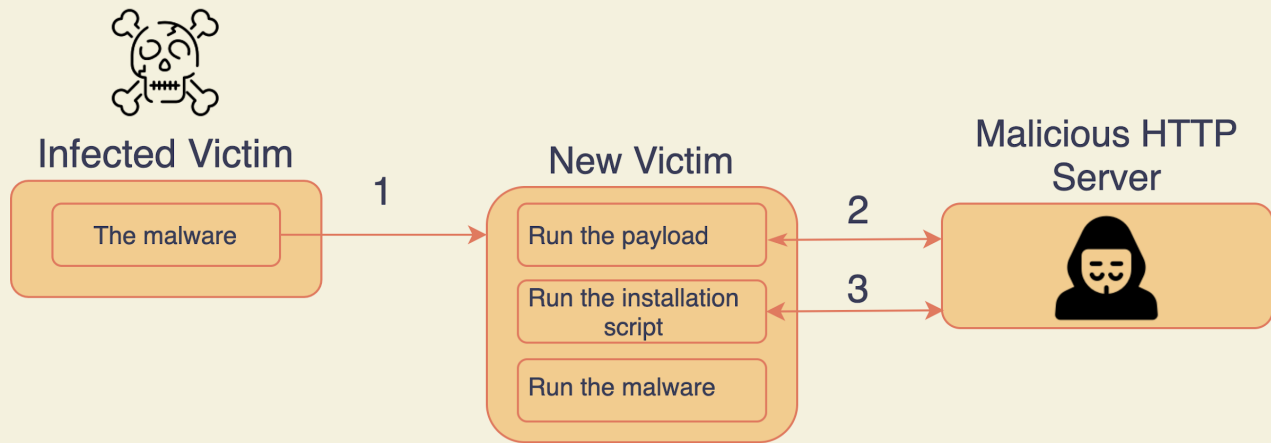 Infected Victim
The malware
1
New Victim
Run the payload
Run the installation
script
Run the malware
2
3
Malicious HTTP
Server